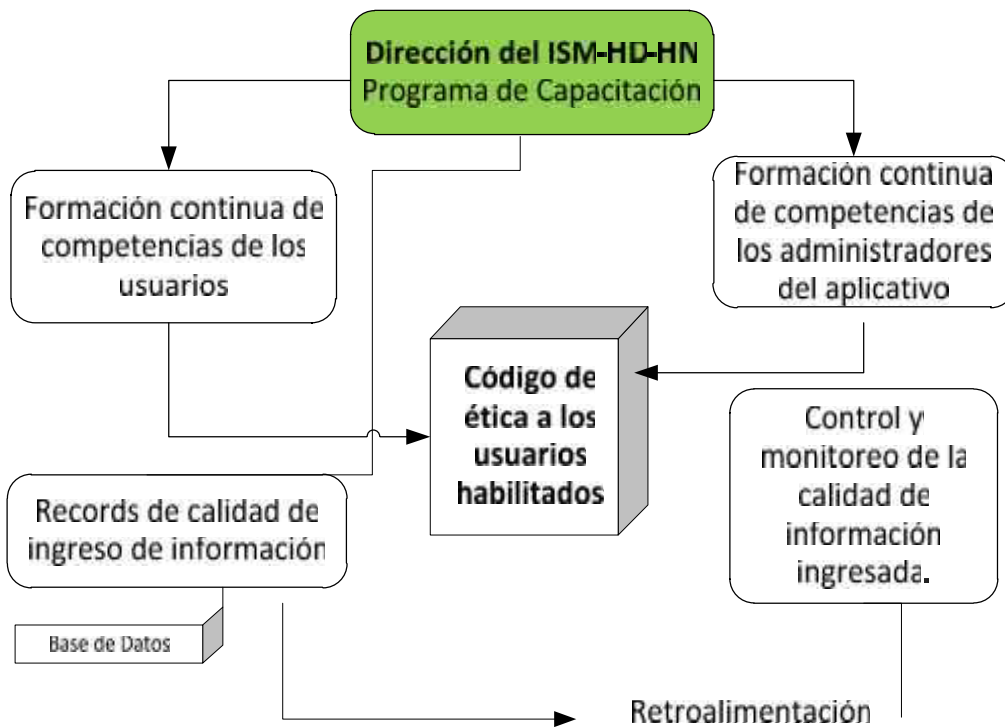 Dirección del ISM-HD-HN
Programa de Capacitación
Formación continua de
competencias de los
usuarios
Formación continua
de competencias de
los administradores
del aplicativo
Código de
ética a los
usuarios
habilitados
Control y
monitoreo de la
calidad de
información
ingresada.
Records de calidad de
ingreso de información
Base de Datos
Retroalimentación